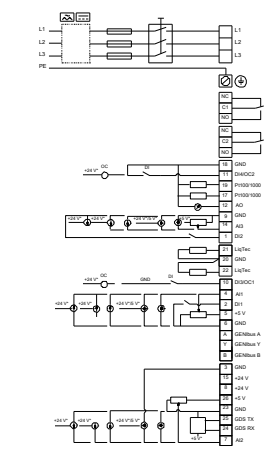 L1
L2
L3
PE
L1
L2
L3
NC
C1
NO
NC
C2
NO
18 GND
11 DI4/OC2
19 Pt100/1000
17 Pt100/1000
12 AO
9 GND
14 AI3
1 DI2
21 LiqTec
20 GND
22 LiqTec
10 DI3/OC1
4 AI1
2 DI1
5 +5 V
6 GND
A GENIbus A
Y GENIbus Y
B GENIbus B
3 GND
15 +24 V
8 +24 V
26 +5 V
23 GND
25 GDS TX
24 GDS RX
7 AI2
OC
DI
+24 V*
+24 V*
+24 V*
+24 V*/5 V*
+5 V*
OC
DI
+24 V*
GND
+24 V*
+24 V*
+24 V*/5 V*
+24 V*
+24 V*
+24 V*/5 V*
+5 V*